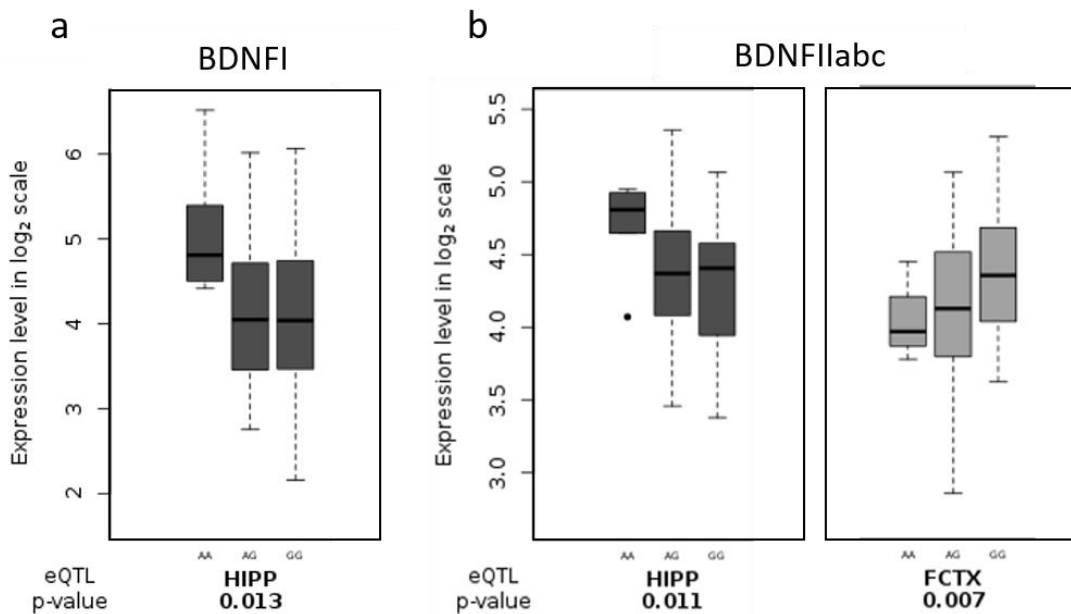 a
BDNFI
Expression level in log₂ scale
6
5
4
3
2
AA AG GG
eQTL HIPP
p-value 0.013
b
BDNFIIabc
Expression level in log₂ scale
5.5
5.0
4.5
4.0
3.5
3.0
AA AG GG
AA AG GG
eQTL HIPP FCTX
p-value 0.011 0.007